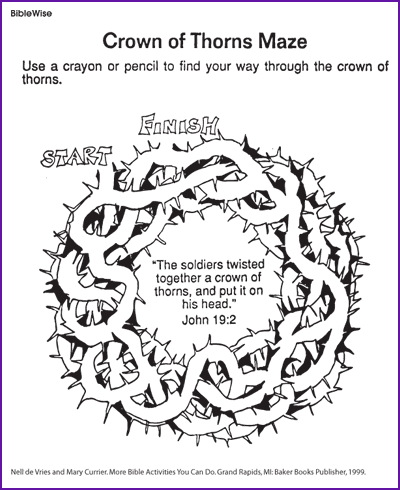 BibleWise
Crown of Thorns Maze
Use a crayon or pencil to find your way through the crown of
thorns.
FINISH
START
"The soldiers twisted
together a crown of
thorns, and put it on
his head."
John 19:2
Nell de Vries and Mary Currier. More Bible Activities You Can Do. Grand Rapids, MI: Baker Books Publisher, 1999.